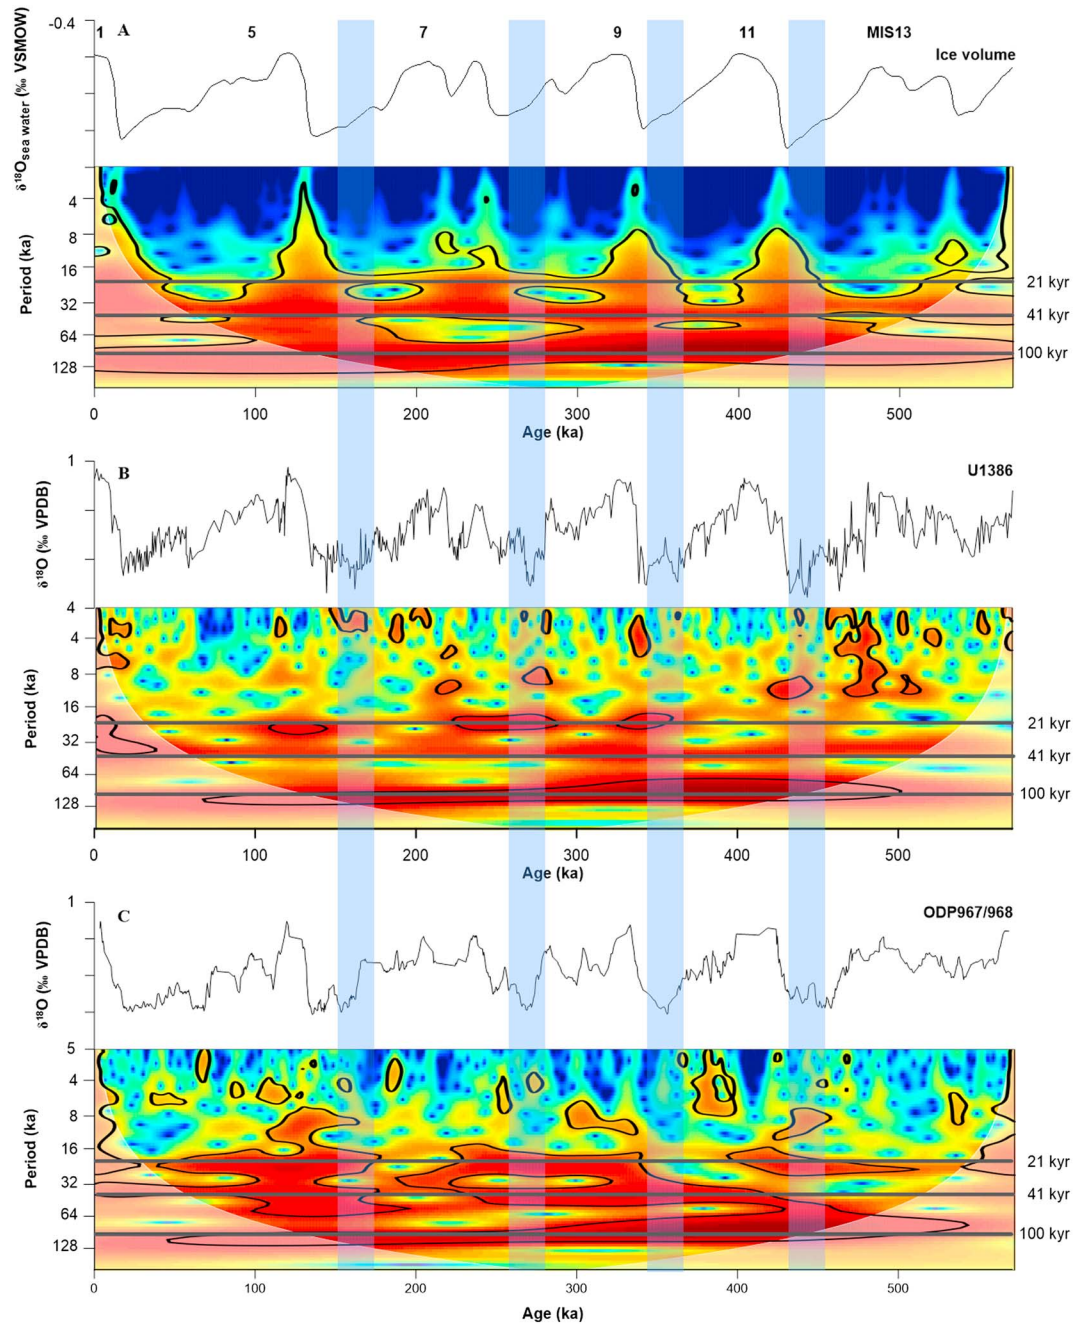 -0.4
1 A 5 7 9 11 MIS13
Ice volume
δ18Osea water (‰ VSMOW)
4
8
16
32
64
128
Period (ka)
21 kyr
41 kyr
100 kyr
0 100 200 300 400 500
Age (ka)
1
B
U1386
δ18O (‰ VPDB)
4
4
8
16
32
64
128
Period (ka)
21 kyr
41 kyr
100 kyr
0 100 200 300 400 500
Age (ka)
1
C
ODP967/968
δ18O (‰ VPDB)
5
4
8
16
32
64
128
Period (ka)
21 kyr
41 kyr
100 kyr
0 100 200 300 400 500
Age (ka)